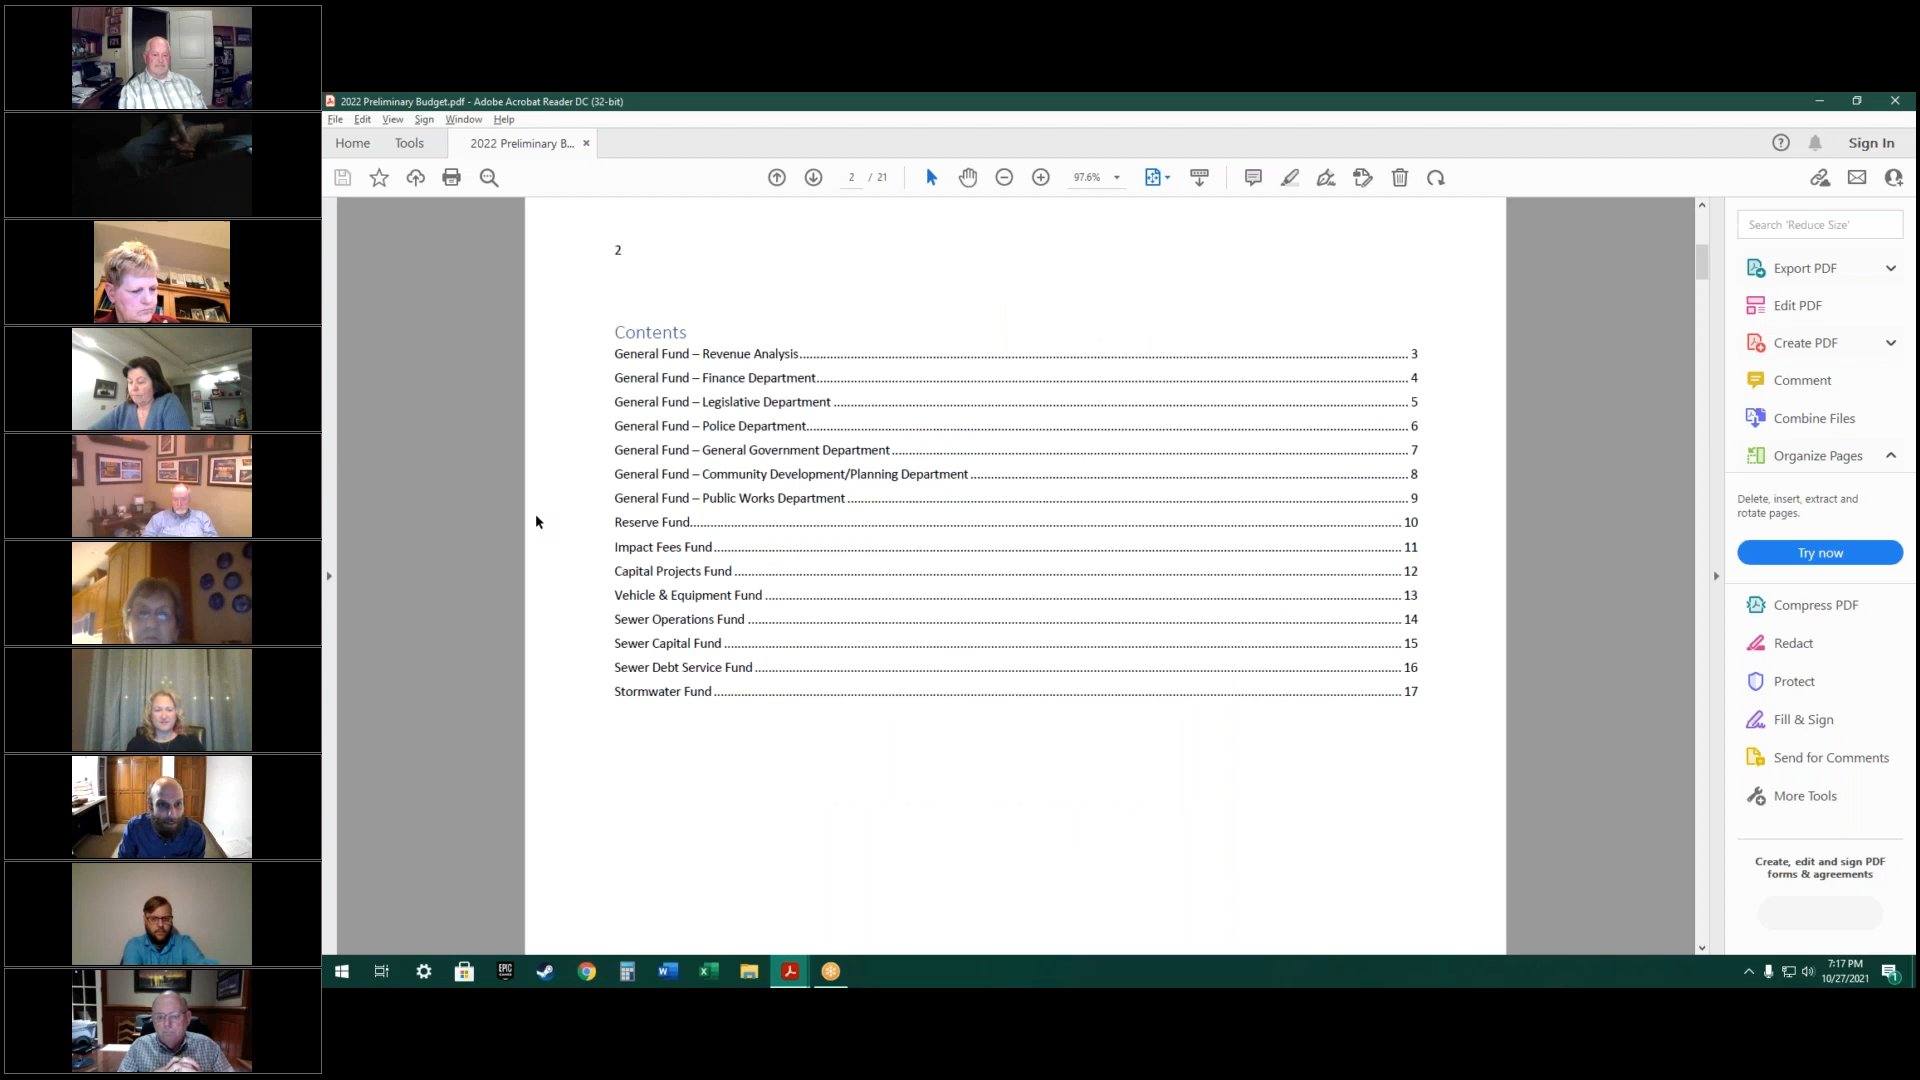 2022 Preliminary Budget.pdf - Adobe Acrobat Reader DC (32-bit)
File Edit View Sign Window Help
Home Tools 2022 Preliminary B... × Sign In
2 / 21 97.6%
2
Contents
General Fund – Revenue Analysis 3
General Fund – Finance Department 4
General Fund – Legislative Department 5
General Fund – Police Department 6
General Fund – General Government Department 7
General Fund – Community Development/Planning Department 8
General Fund – Public Works Department 9
Reserve Fund 10
Impact Fees Fund 11
Capital Projects Fund 12
Vehicle & Equipment Fund 13
Sewer Operations Fund 14
Sewer Capital Fund 15
Sewer Debt Service Fund 16
Stormwater Fund 17
Search 'Reduce Size'
Export PDF
Edit PDF
Create PDF
Comment
Combine Files
Organize Pages
Delete, insert, extract and
rotate pages.
Try now
Compress PDF
Redact
Protect
Fill & Sign
Send for Comments
More Tools
Create, edit and sign PDF
forms & agreements
EPIC
7:17 PM
10/27/2021
1